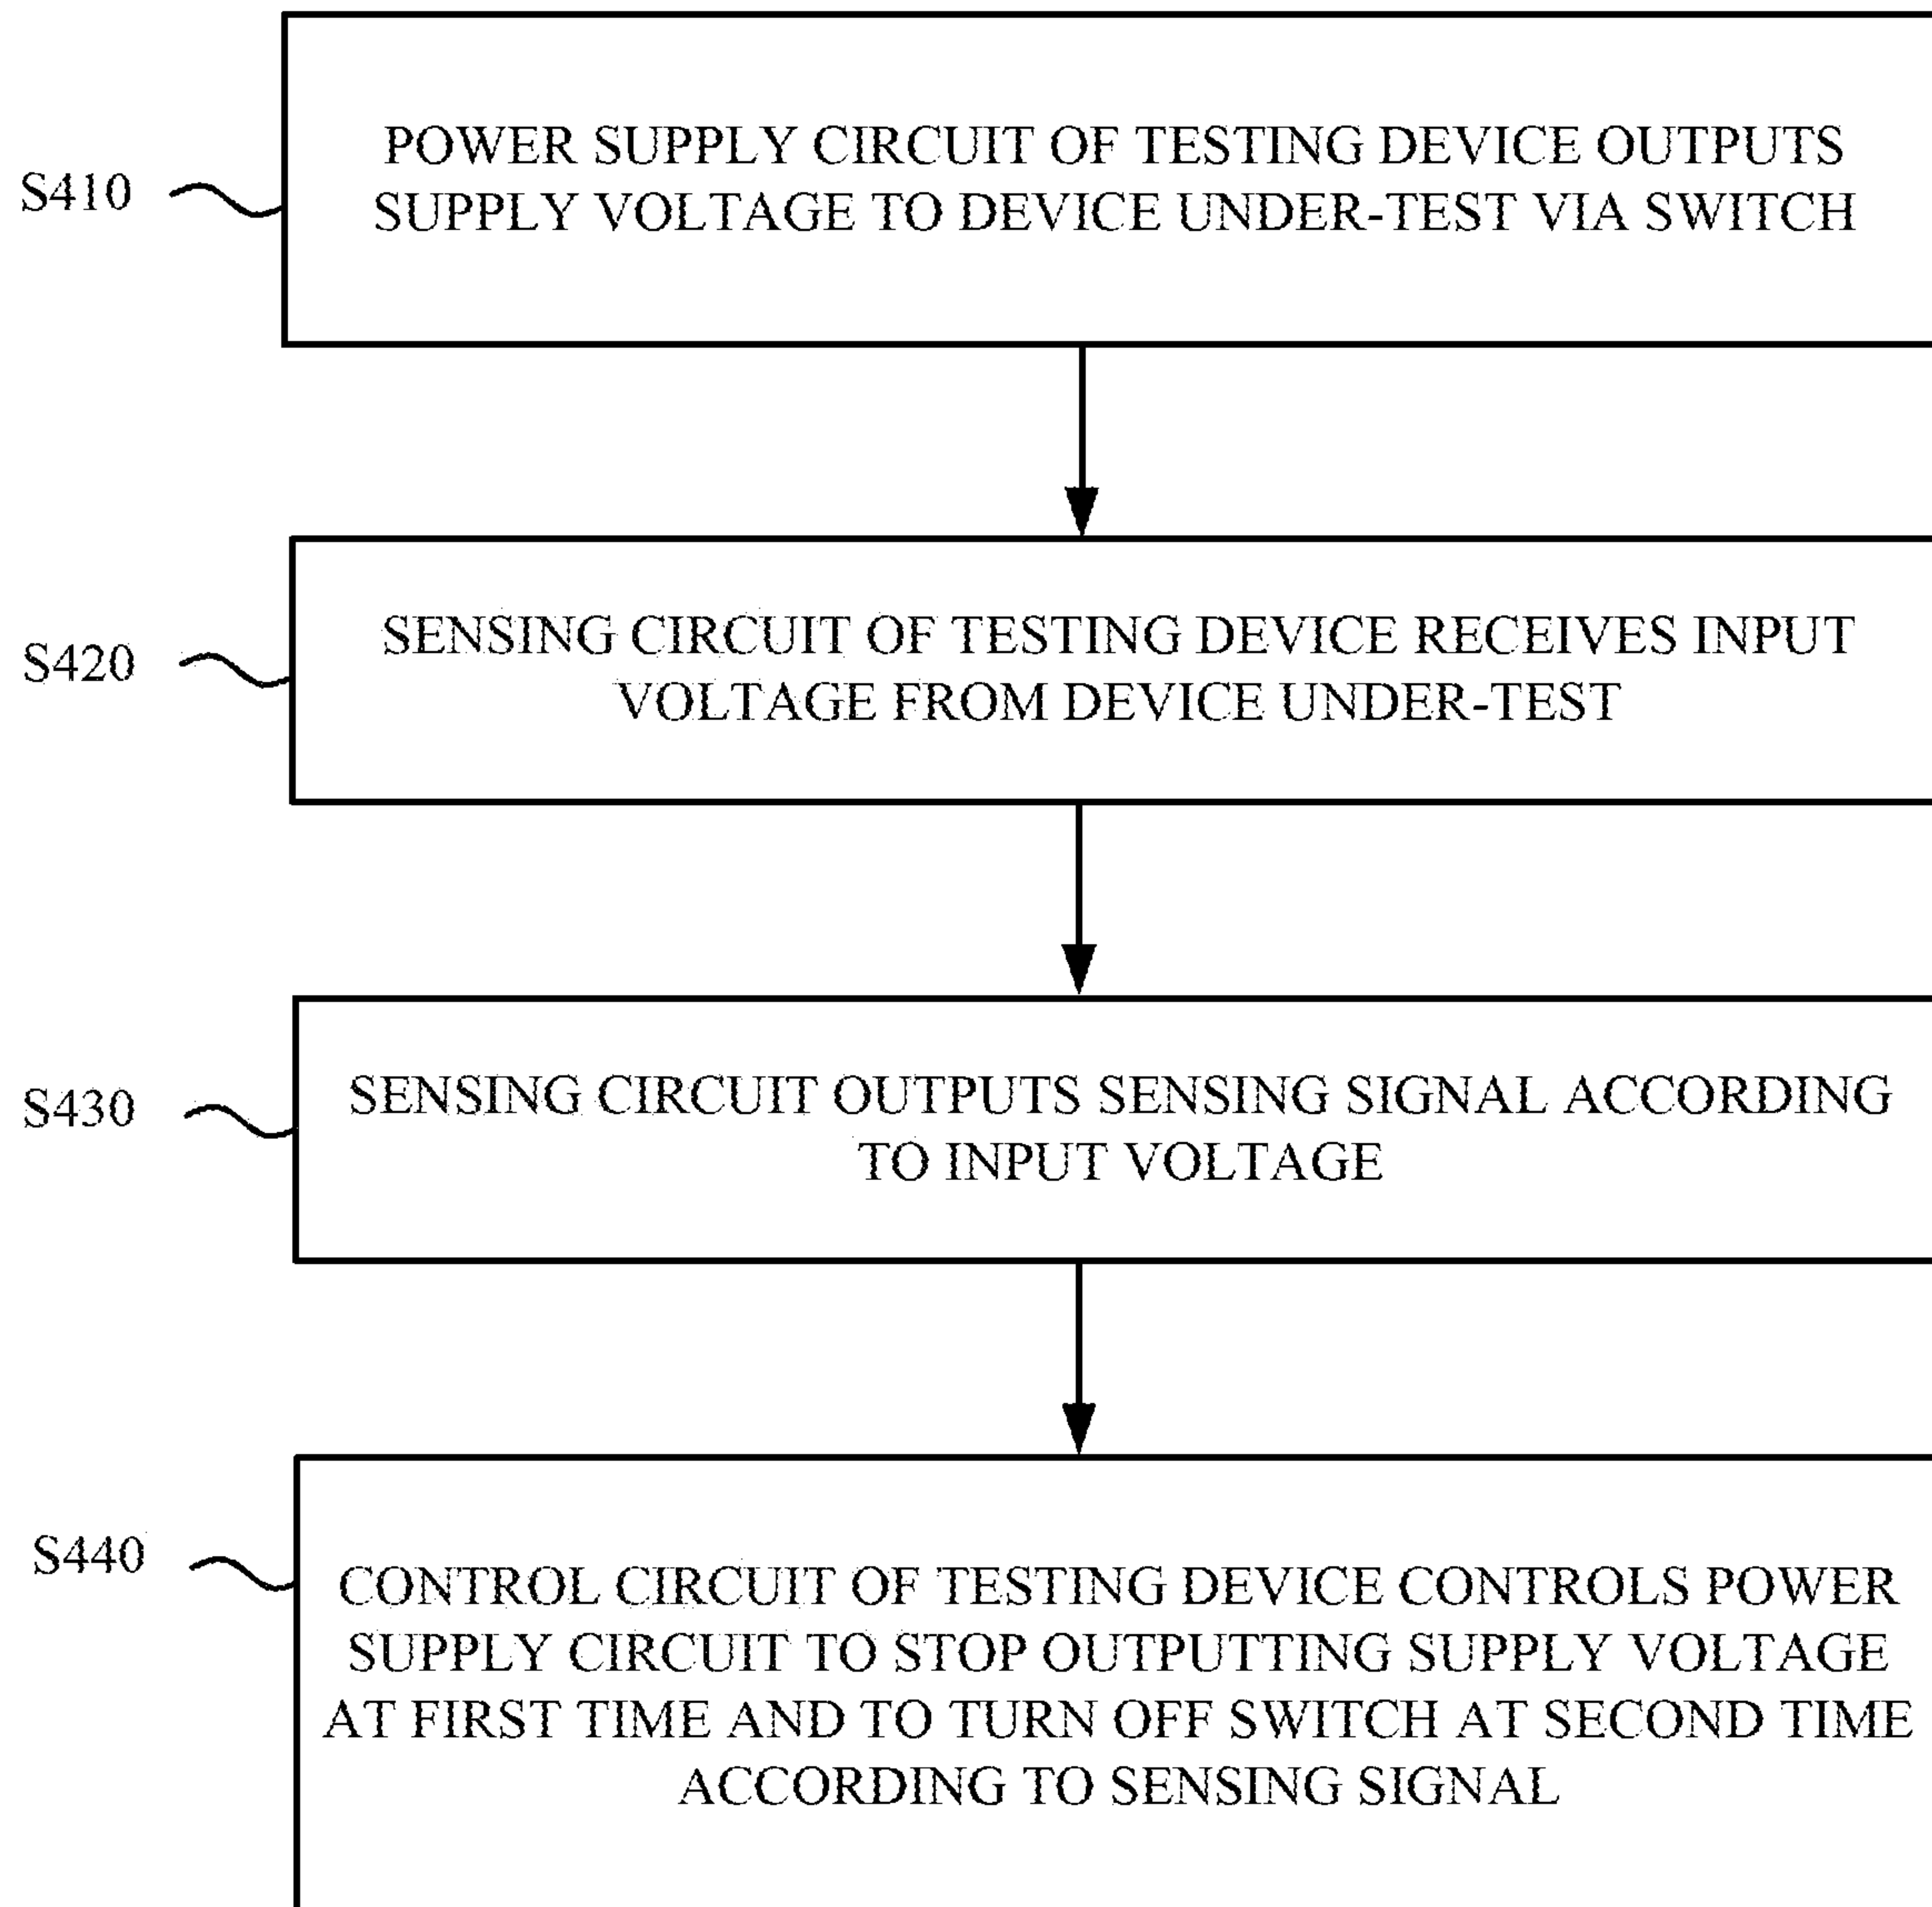 S410
POWER SUPPLY CIRCUIT OF TESTING DEVICE OUTPUTS
SUPPLY VOLTAGE TO DEVICE UNDER-TEST VIA SWITCH
S420
SENSING CIRCUIT OF TESTING DEVICE RECEIVES INPUT
VOLTAGE FROM DEVICE UNDER-TEST
S430
SENSING CIRCUIT OUTPUTS SENSING SIGNAL ACCORDING
TO INPUT VOLTAGE
S440
CONTROL CIRCUIT OF TESTING DEVICE CONTROLS POWER
SUPPLY CIRCUIT TO STOP OUTPUTTING SUPPLY VOLTAGE
AT FIRST TIME AND TO TURN OFF SWITCH AT SECOND TIME
ACCORDING TO SENSING SIGNAL